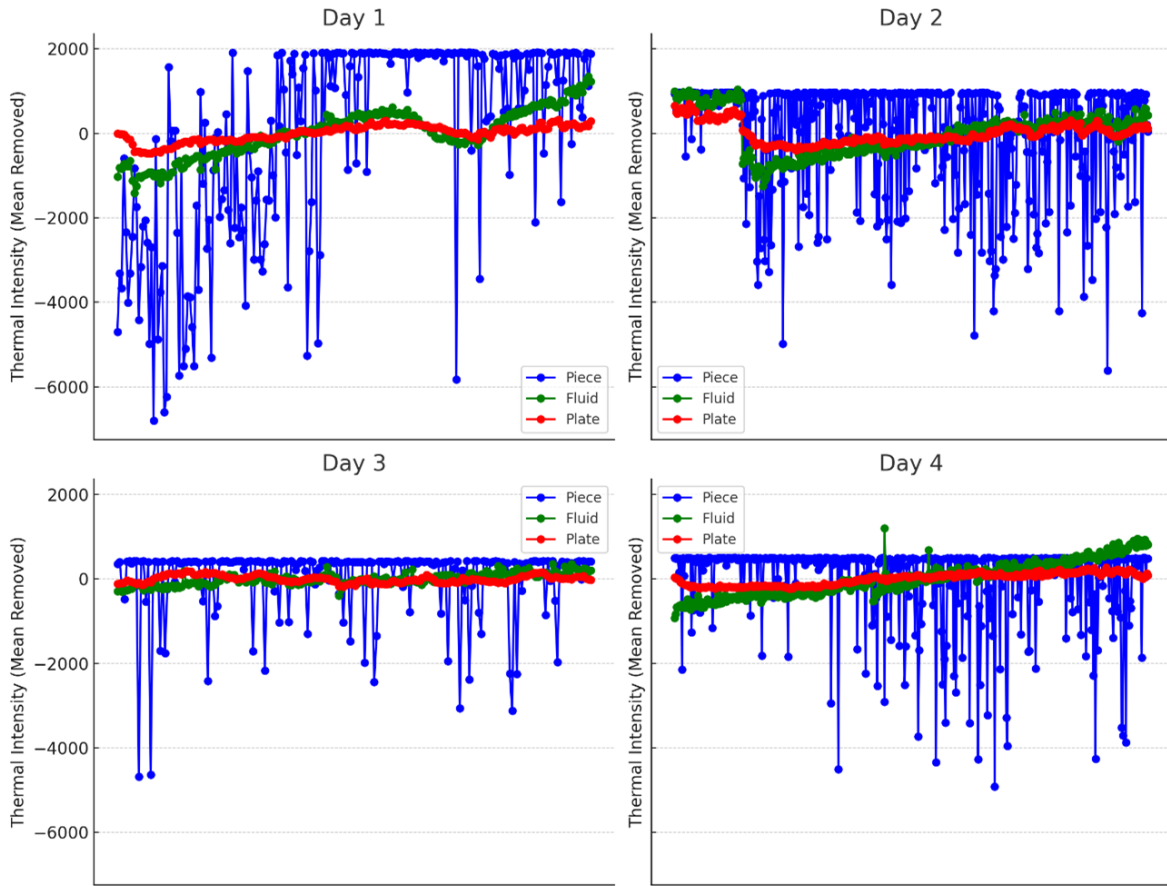 Day 1
Day 2
Thermal Intensity (Mean Removed)
2000
0
−2000
−4000
−6000
Piece
Fluid
Plate
Thermal Intensity (Mean Removed)
Piece
Fluid
Plate
Day 3
Day 4
Thermal Intensity (Mean Removed)
2000
0
−2000
−4000
−6000
Piece
Fluid
Plate
Thermal Intensity (Mean Removed)
Piece
Fluid
Plate